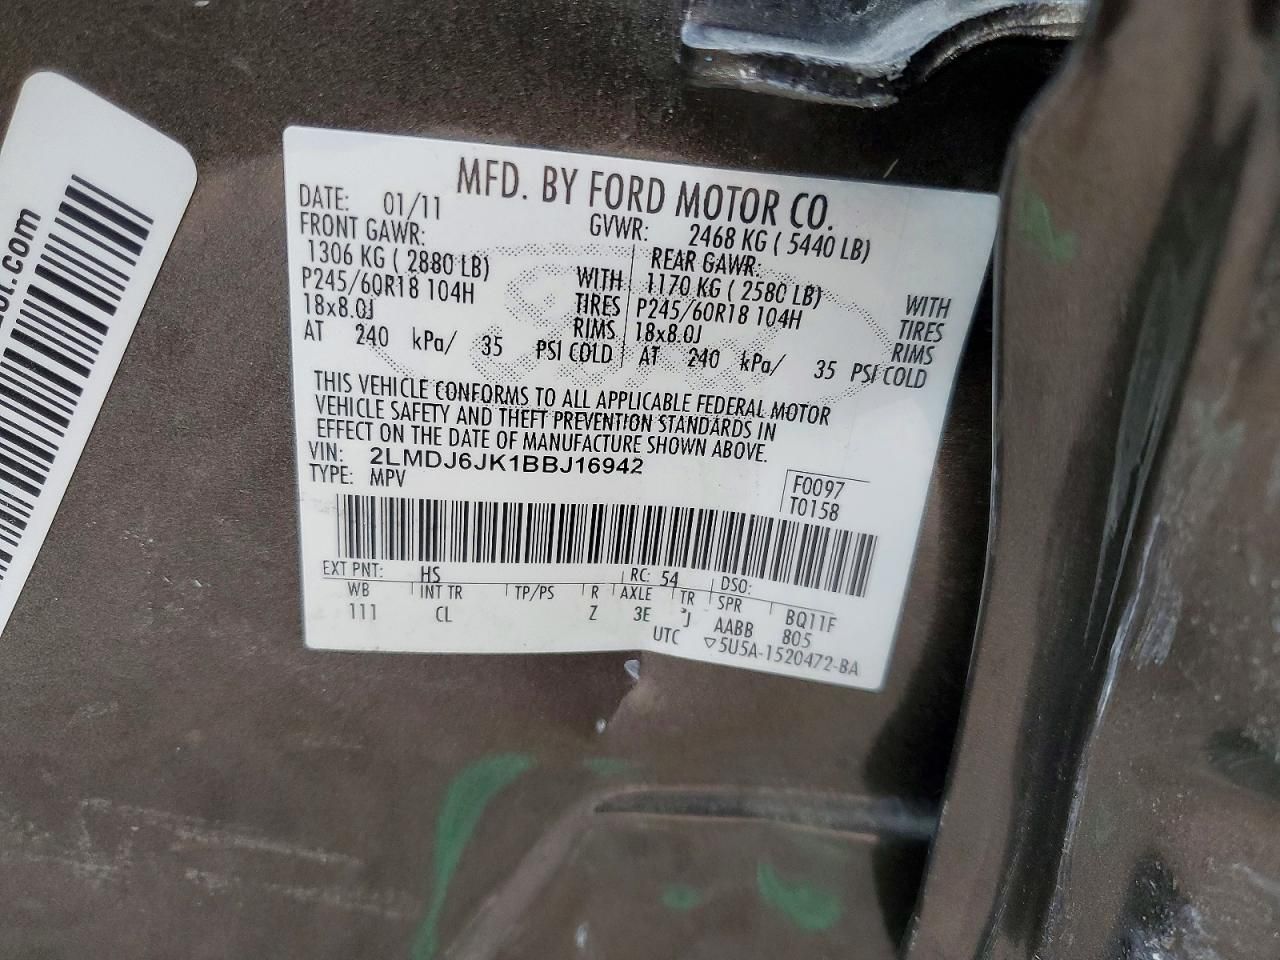 MFD. BY FORD MOTOR CO.
DATE: 01/11 GVWR: 2468 KG ( 5440 LB)
FRONT GAWR: REAR GAWR:
1306 KG ( 2880 LB) WITH 1170 KG ( 2580 LB) WITH
P245/60R18 104H TIRES P245/60R18 104H TIRES
18x8.0J RIMS 18x8.0J RIMS
AT 240 kPa/ 35 PSI COLD AT 240 kPa/ 35 PSI COLD
THIS VEHICLE CONFORMS TO ALL APPLICABLE FEDERAL MOTOR
VEHICLE SAFETY AND THEFT PREVENTION STANDARDS IN
EFFECT ON THE DATE OF MANUFACTURE SHOWN ABOVE.
VIN: 2LMDJ6JK1BBJ16942
TYPE: MPV
F0097
T0158
EXT PNT: HS RC: 54 DSO:
WB INT TR TP/PS R AXLE TR SPR BQ11F
111 CL Z 3E J AABB 805
UTC ▽5U5A-1520472-BA
.com